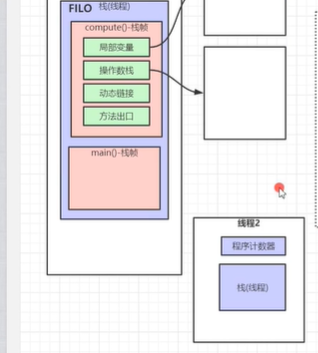 FILO 栈(线程)
compute()-栈帧
局部变量
操作数栈
动态链接
方法出口
main()-栈帧
线程2
程序计数器
栈(线程)